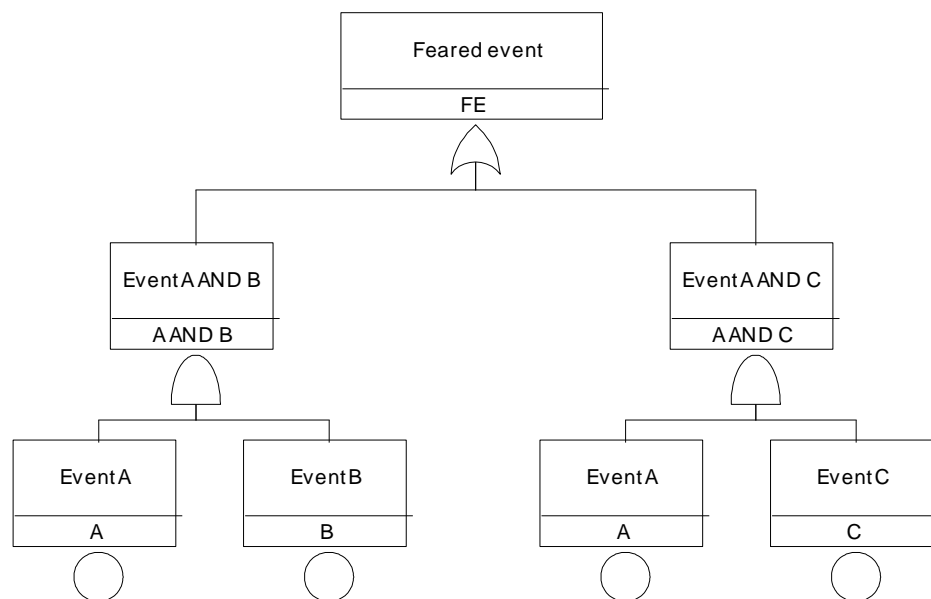 Feared event
FE
Event A AND B
A AND B
Event A AND C
A AND C
Event A
A
Event B
B
Event A
A
Event C
C